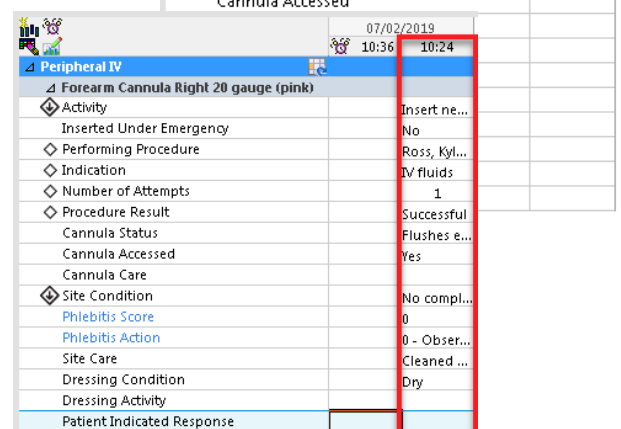 Cannula Accessed
07/02/2019
10:36 10:24
Peripheral IV
Forearm Cannula Right 20 gauge (pink)
Activity Insert ne...
Inserted Under Emergency No
Performing Procedure Ross, Kyl...
Indication IV fluids
Number of Attempts 1
Procedure Result Successful
Cannula Status Flushes e...
Cannula Accessed Yes
Cannula Care
Site Condition No compl...
Phlebitis Score 0
Phlebitis Action 0 - Obser...
Site Care Cleaned ...
Dressing Condition Dry
Dressing Activity
Patient Indicated Response